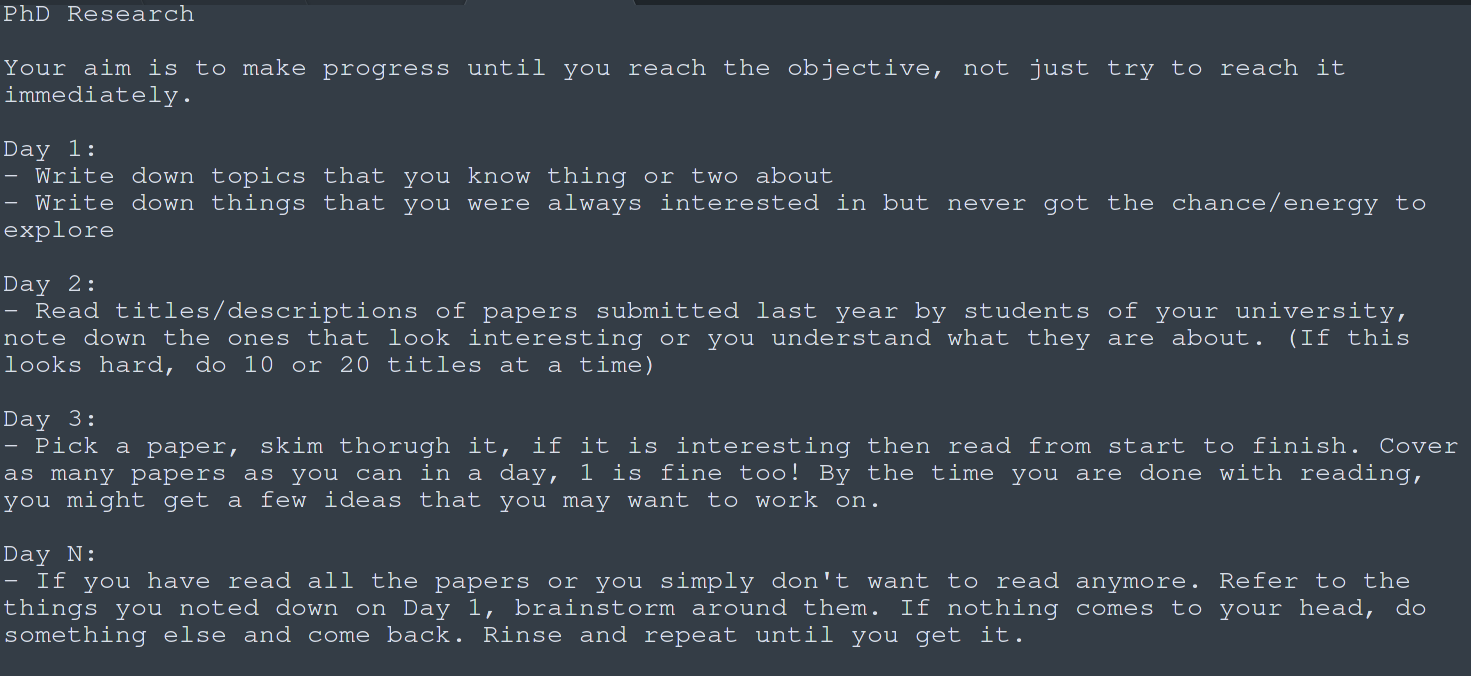 PhD Research
Your aim is to make progress until you reach the objective, not just try to reach it
immediately.
Day 1:
- Write down topics that you know thing or two about
- Write down things that you were always interested in but never got the chance/energy to
explore
Day 2:
- Read titles/descriptions of papers submitted last year by students of your university,
note down the ones that look interesting or you understand what they are about. (If this
looks hard, do 10 or 20 titles at a time)
Day 3:
- Pick a paper, skim thorugh it, if it is interesting then read from start to finish. Cover
as many papers as you can in a day, 1 is fine too! By the time you are done with reading,
you might get a few ideas that you may want to work on.
Day N:
- If you have read all the papers or you simply don't want to read anymore. Refer to the
things you noted down on Day 1, brainstorm around them. If nothing comes to your head, do
something else and come back. Rinse and repeat until you get it.